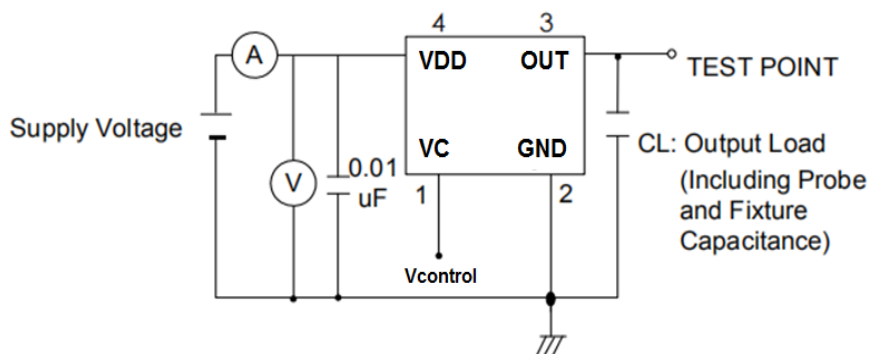 4
3
A
VDD
OUT
TEST POINT
Supply Voltage
VC
GND
CL: Output Load
(Including Probe
and Fixture
Capacitance)
V
0.01
uF
1
2
Vcontrol